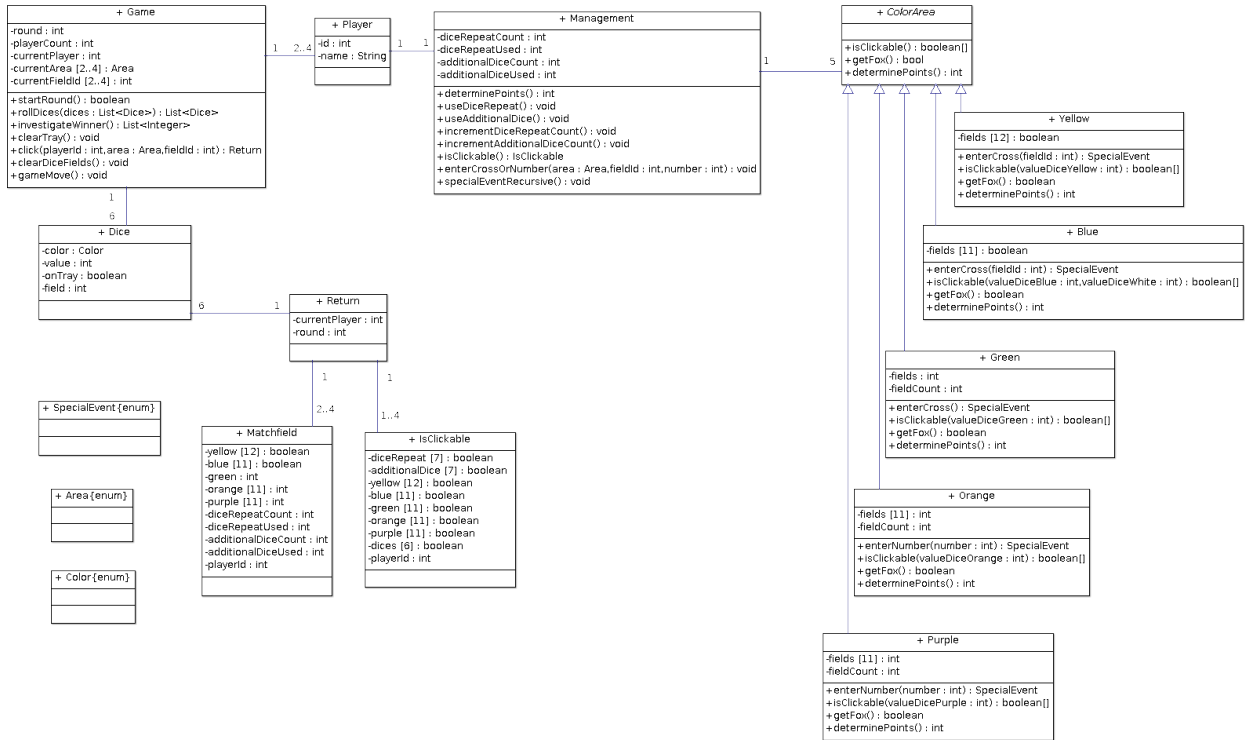 + Game
-round : int
-playerCount : int
-currentPlayer : int
-currentArea [2..4] : Area
-currentFieldId [2..4] : int
+startRound() : boolean
+rollDices(dices : List<Dice>) : List<Dice>
+investigateWinner() : List<Integer>
+clearTray() : void
+click(playerId : int,area : Area,fieldId : int) : Return
+clearDiceFields() : void
+gameMove() : void
1
2..4
+ Player
-id : int
-name : String
1
1
+ Management
-diceRepeatCount : int
-diceRepeatUsed : int
-additionalDiceCount : int
-additionalDiceUsed : int
+determinePoints() : int
+useDiceRepeat() : void
+useAdditionalDice() : void
+incrementDiceRepeatCount() : void
+incrementAdditionalDiceCount() : void
+isClickable() : IsClickable
+enterCrossOrNumber(area : Area,fieldId : int,number : int) : void
+specialEventRecursive() : void
1
5
+ ColorArea
+isClickable() : boolean[]
+getFox() : bool
+determinePoints() : int
+ Yellow
-fields [12] : boolean
+enterCross(fieldId : int) : SpecialEvent
+isClickable(valueDiceYellow : int) : boolean[]
+getFox() : boolean
+determinePoints() : int
1
6
+ Dice
-color : Color
-value : int
-onTray : boolean
-field : int
+ Blue
-fields [11] : boolean
+enterCross(fieldId : int) : SpecialEvent
+isClickable(valueDiceBlue : int,valueDiceWhite : int) : boolean[]
+getFox() : boolean
+determinePoints() : int
6
1
+ Return
-currentPlayer : int
-round : int
+ Green
-fields : int
-fieldCount : int
+enterCross() : SpecialEvent
+isClickable(valueDiceGreen : int) : boolean[]
+getFox() : boolean
+determinePoints() : int
1
2..4
1
1..4
+ SpecialEvent{enum}
+ Matchfield
-yellow [12] : boolean
-blue [11] : boolean
-green : int
-orange [11] : int
-purple [11] : int
-diceRepeatCount : int
-diceRepeatUsed : int
-additionalDiceCount : int
-additionalDiceUsed : int
-playerId : int
+ IsClickable
-diceRepeat [7] : boolean
-additionalDice [7] : boolean
-yellow [12] : boolean
-blue [11] : boolean
-green [11] : boolean
-orange [11] : boolean
-purple [11] : boolean
-dices [6] : boolean
-playerId : int
+ Area{enum}
+ Orange
-fields [11] : int
-fieldCount : int
+enterNumber(number : int) : SpecialEvent
+isClickable(valueDiceOrange : int) : boolean[]
+getFox() : boolean
+determinePoints() : int
+ Color{enum}
+ Purple
-fields [11] : int
-fieldCount : int
+enterNumber(number : int) : SpecialEvent
+isClickable(valueDicePurple : int) : boolean[]
+getFox() : boolean
+determinePoints() : int